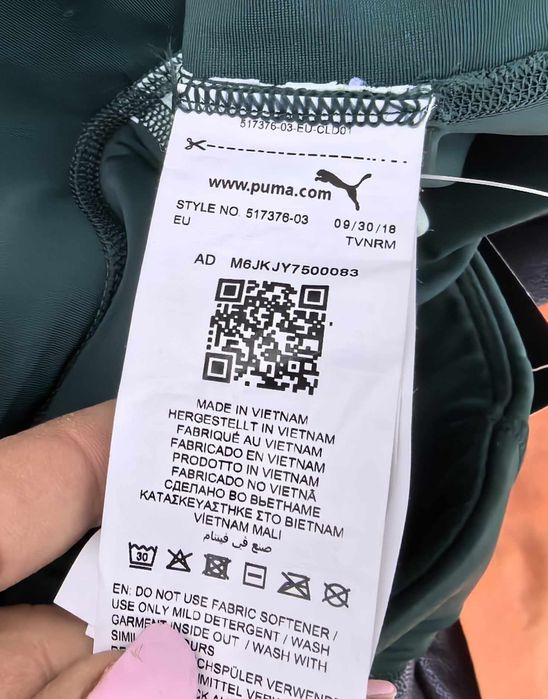 517376-03-EU-CLD01
www.puma.com
STYLE NO. 517376-03 09/30/18
EU TVNRM
AD M6JKJY7500083
MADE IN VIETNAM
HERGESTELLT IN VIETNAM
FABRIQUÉ AU VIETNAM
FABRICADO EN VIETNAM
PRODOTTO IN VIETNAM
FABRICADO NO VIETNÃ
СДЕЛАНО ВО ВЬЕТНАМЕ
ΚΑΤΑΣΚΕΥΑΣΤΗΚΕ ΣΤΟ ΒΙΕΤΝΑΜ
VİETNAM MALI
صنع في فيتنام
30
EN: DO NOT USE FABRIC SOFTENER /
USE ONLY MILD DETERGENT / WASH
GARMENT INSIDE OUT / WASH WITH